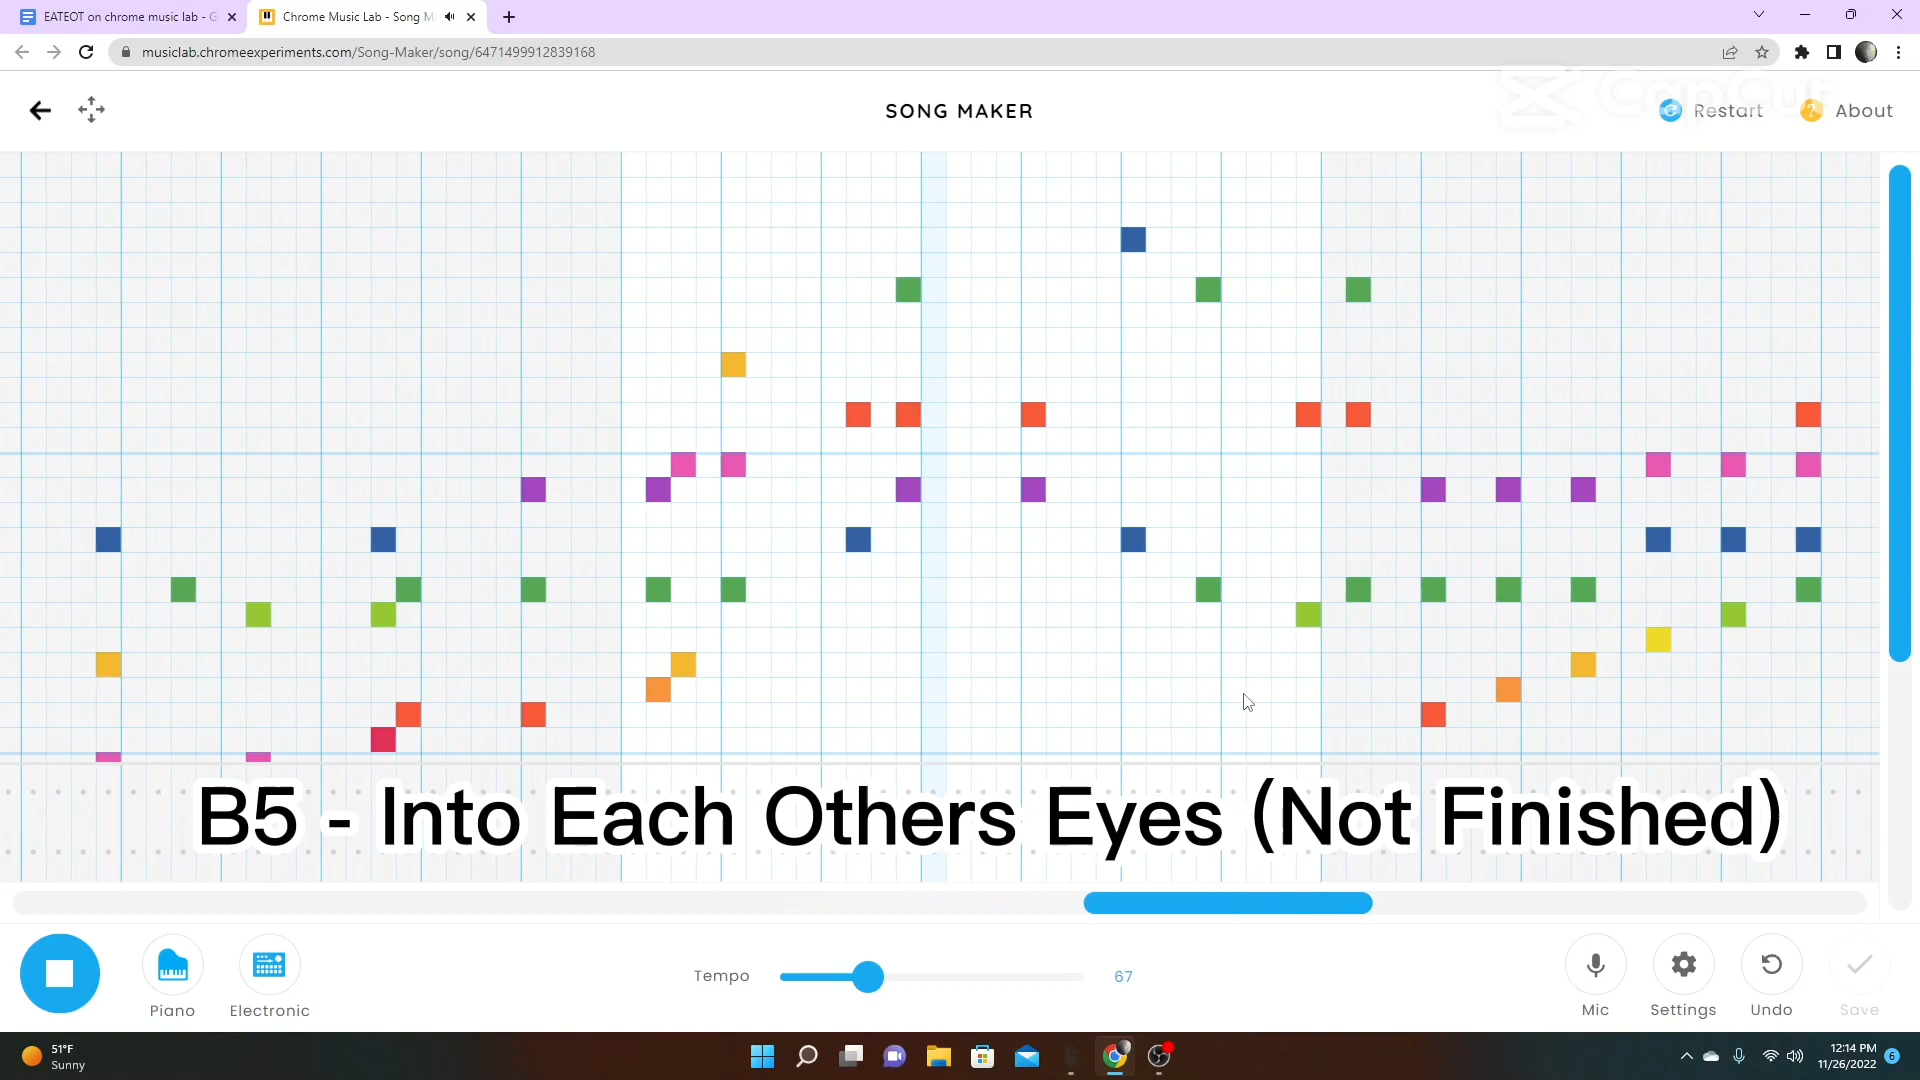 EATEOT on chrome music lab - G
Chrome Music Lab - Song M
musiclab.chromeexperiments.com/Song-Maker/song/6471499912839168
SONG MAKER
CapCut
Restart
? About
B5 - Into Each Others Eyes (Not Finished)
Piano
Electronic
Tempo
67
Mic
Settings
Undo
Save
51°F
Sunny
12:14 PM
11/26/2022
6